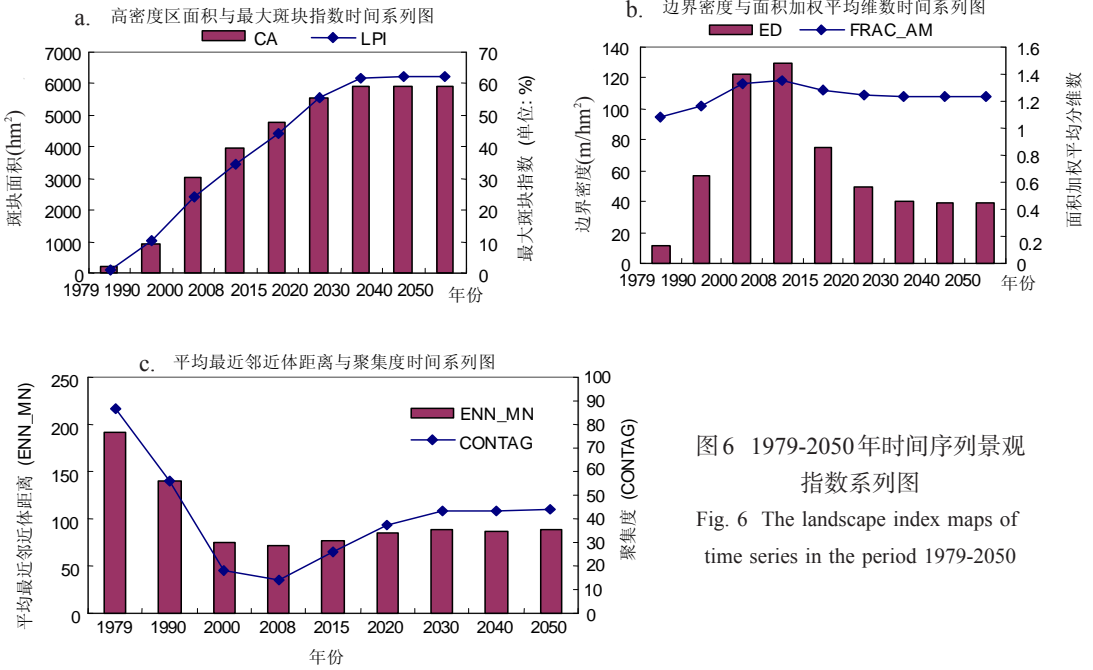 a. 高密度区面积与最大斑块指数时间系列图
CA LPI
斑块面积(hm²)
7000
6000
5000
4000
3000
2000
1000
0
70
60
50
40
30
20
10
0
最大斑块指数 (单位: %)
1979 1990 2000 2008 2015 2020 2030 2040 2050 年份
b. 边界密度与面积加权平均维数时间系列图
ED FRAC_AM
边界密度(m/hm²)
140
120
100
80
60
40
20
0
1.6
1.4
1.2
1
0.8
0.6
0.4
0.2
0
面积加权平均分维数
1979 1990 2000 2008 2015 2020 2030 2040 2050 年份
c. 平均最近邻近体距离与聚集度时间系列图
ENN_MN
CONTAG
平均最近邻近体距离 (ENN_MN)
250
200
150
100
50
0
100
90
80
70
60
50
40
30
20
10
0
聚集度 (CONTAG)
1979 1990 2000 2008 2015 2020 2030 2040 2050
年份
图6 1979-2050年时间序列景观
指数系列图
Fig. 6 The landscape index maps of
time series in the period 1979-2050